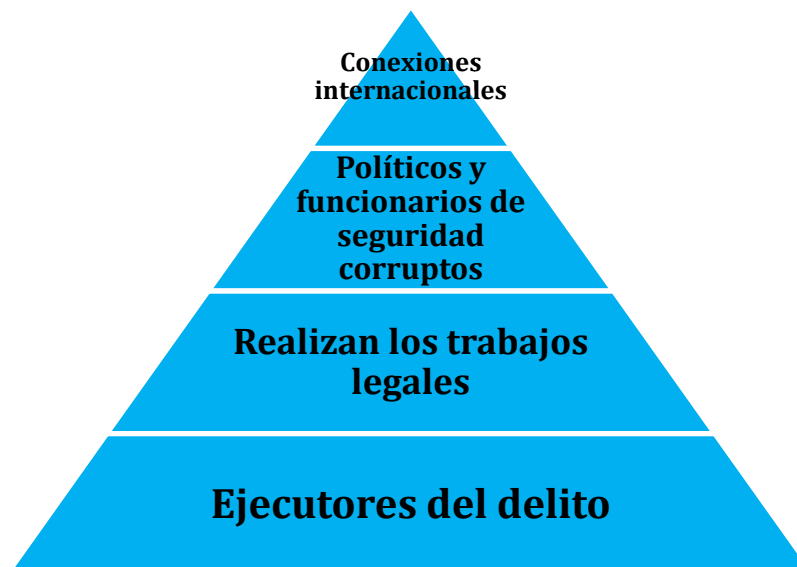 Conexiones
internacionales
Políticos y
funcionarios de
seguridad
corruptos
Realizan los trabajos
legales
Ejecutores del delito